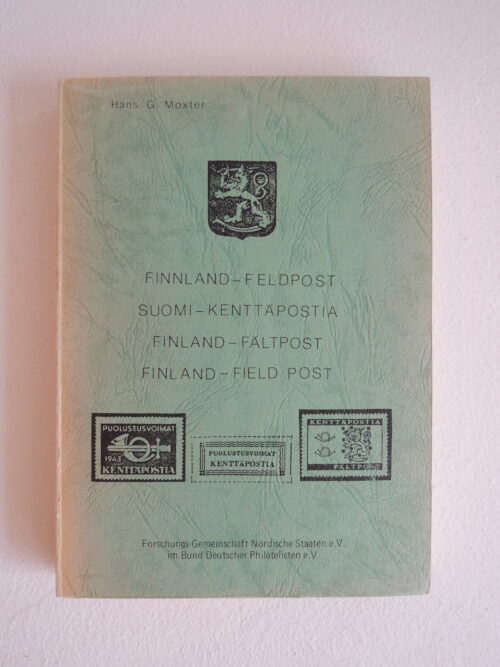 Hans G. Moxter
FINNLAND-FELDPOST
SUOMI-KENTTÄPOSTIA
FINLAND-FÄLTPOST
FINLAND-FIELD POST
PUOLUSTUSVOIMAT
1943
KENTTÄPOSTIA
PUOLUSTUSVOIMAT
KENTTÄPOSTIA
KENTTÄPOSTIA
FÄLTPOST
Forschungs-Gemeinschaft Nordische Staaten e.V.
im Bund Deutscher Philatelisten e.V.